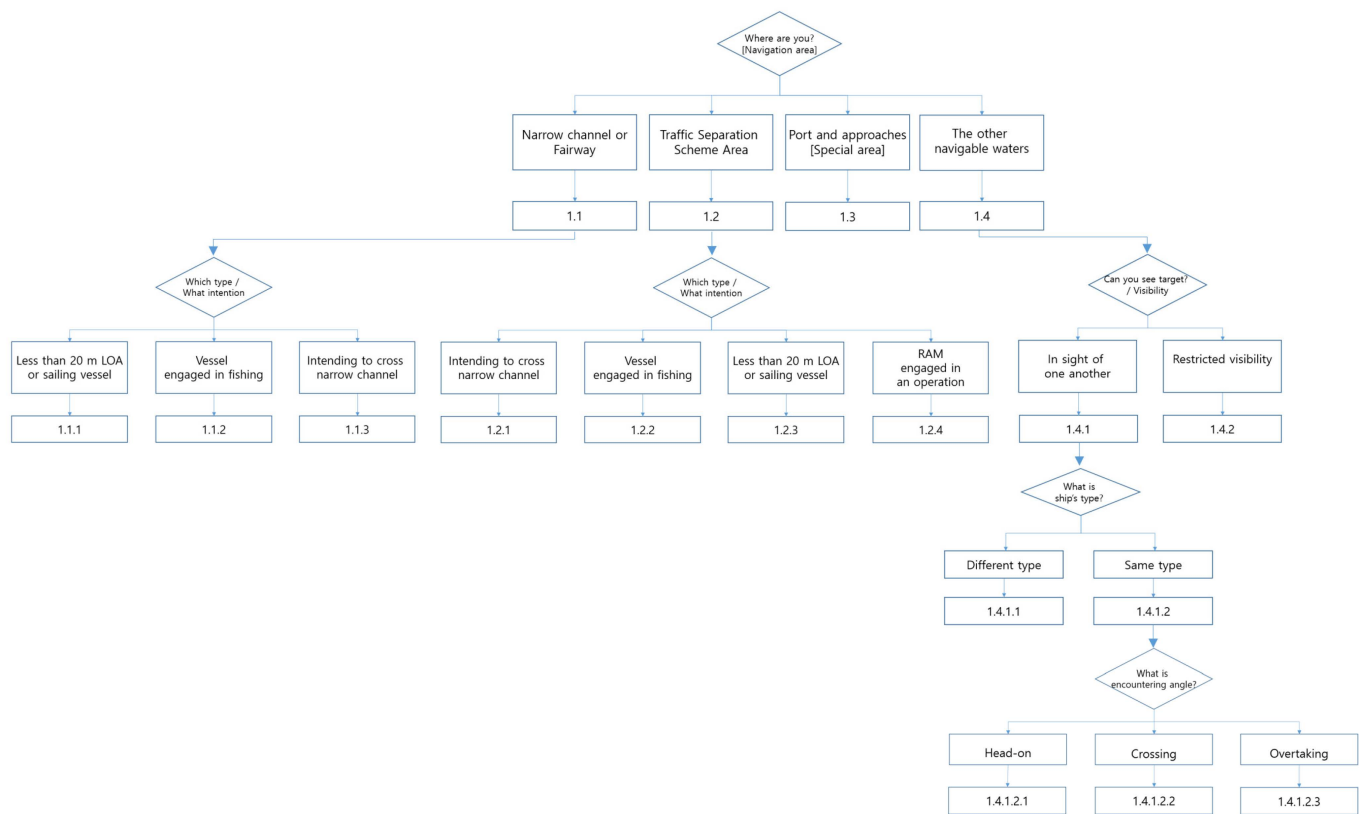 Where are you?
[Navigation area]
Narrow channel or
Fairway
Traffic Separation
Scheme Area
Port and approaches
[Special area]
The other
navigable waters
1.1
1.2
1.3
1.4
Which type /
What intention
Which type /
What intention
Can you see target?
/ Visibility
Less than 20 m LOA
or sailing vessel
Vessel
engaged in fishing
Intending to cross
narrow channel
Intending to cross
narrow channel
Vessel
engaged in fishing
Less than 20 m LOA
or sailing vessel
RAM
engaged in
an operation
In sight of
one another
Restricted visibility
1.1.1
1.1.2
1.1.3
1.2.1
1.2.2
1.2.3
1.2.4
1.4.1
1.4.2
What is
ship's type?
Different type
Same type
1.4.1.1
1.4.1.2
What is
encountering angle?
Head-on
Crossing
Overtaking
1.4.1.2.1
1.4.1.2.2
1.4.1.2.3